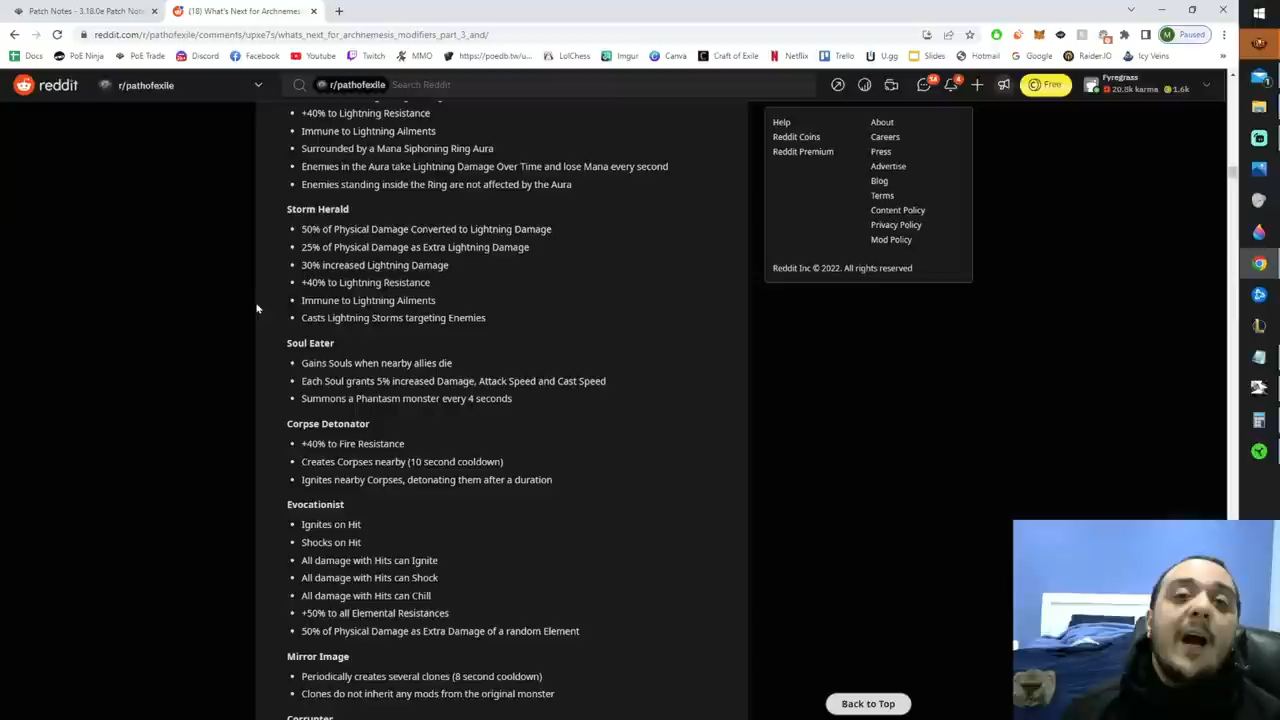 Patch Notes - 3.18.0e Patch Note
(18) What's Next for Archnemes
reddit.com/r/pathofexile/comments/upxe7s/whats_next_for_archnemesis_modifiers_part_3_and/
Paused
Docs
PoE Ninja
PoE Trade
Discord
Facebook
Youtube
Twitch
MMO
https://poedb.tw/u...
LolChess
Imgur
Canva
Craft of Exile
Netflix
Trello
U.gg
Slides
Hotshot
Google
Raider.IO
Icy Veins
reddit
r/pathofexile
r/pathofexile
Search Reddit
Free
Fyregrass
20.8k karma
1.6k
+40% to Lightning Resistance
Immune to Lightning Ailments
Surrounded by a Mana Siphoning Ring Aura
Enemies in the Aura take Lightning Damage Over Time and lose Mana every second
Enemies standing inside the Ring are not affected by the Aura
Storm Herald
50% of Physical Damage Converted to Lightning Damage
25% of Physical Damage as Extra Lightning Damage
30% increased Lightning Damage
+40% to Lightning Resistance
Immune to Lightning Ailments
Casts Lightning Storms targeting Enemies
Soul Eater
Gains Souls when nearby allies die
Each Soul grants 5% increased Damage, Attack Speed and Cast Speed
Summons a Phantasm monster every 4 seconds
Corpse Detonator
+40% to Fire Resistance
Creates Corpses nearby (10 second cooldown)
Ignites nearby Corpses, detonating them after a duration
Evocationist
Ignites on Hit
Shocks on Hit
All damage with Hits can Ignite
All damage with Hits can Shock
All damage with Hits can Chill
+50% to all Elemental Resistances
50% of Physical Damage as Extra Damage of a random Element
Mirror Image
Periodically creates several clones (8 second cooldown)
Clones do not inherit any mods from the original monster
Corrupter
Help
About
Reddit Coins
Careers
Reddit Premium
Press
Advertise
Blog
Terms
Content Policy
Privacy Policy
Mod Policy
Reddit Inc © 2022. All rights reserved
Back to Top